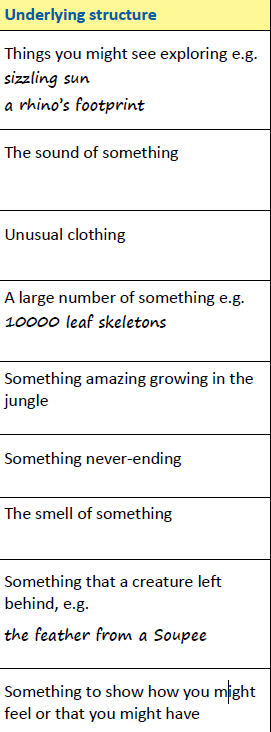 Underlying structure
Things you might see exploring e.g.
sizzling sun
a rhino's footprint
The sound of something
Unusual clothing
A large number of something e.g.
10000 leaf skeletons
Something amazing growing in the
jungle
Something never-ending
The smell of something
Something that a creature left
behind, e.g.
the feather from a Soupee
Something to show how you might
feel or that you might have